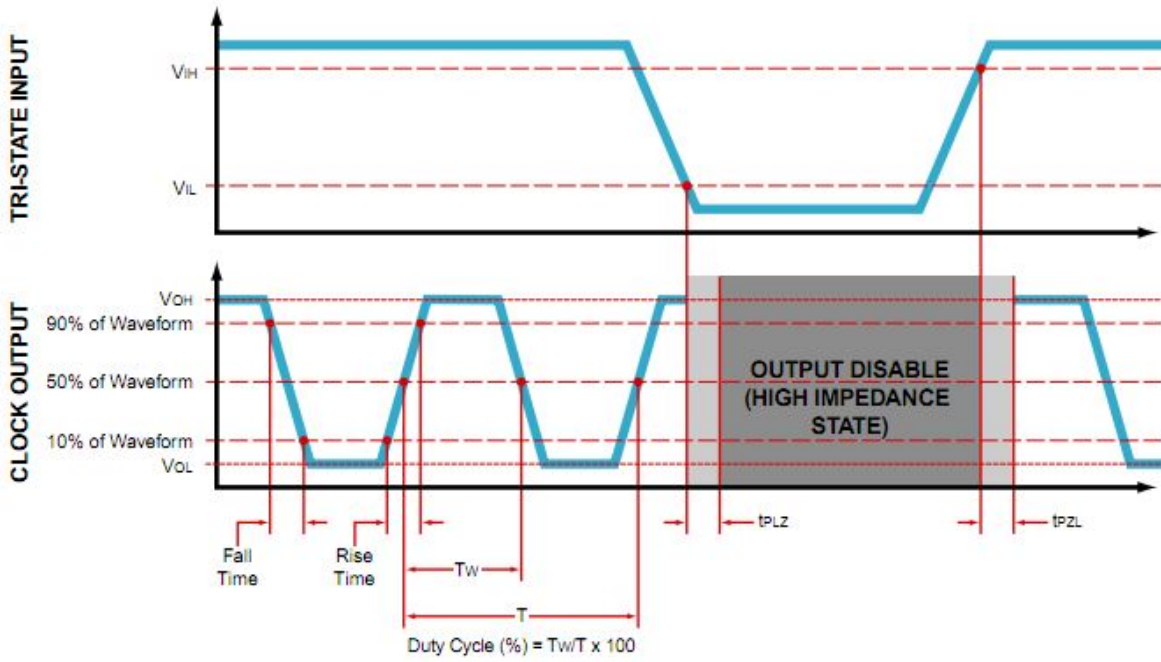 TRI-STATE INPUT
VIH
VIL
CLOCK OUTPUT
VOH
90% of Waveform
50% of Waveform
10% of Waveform
VOL
OUTPUT DISABLE
(HIGH IMPEDANCE
STATE)
tPLZ
tPZL
Fall
Time
Rise
Time
TW
T
Duty Cycle (%) = TW/T x 100